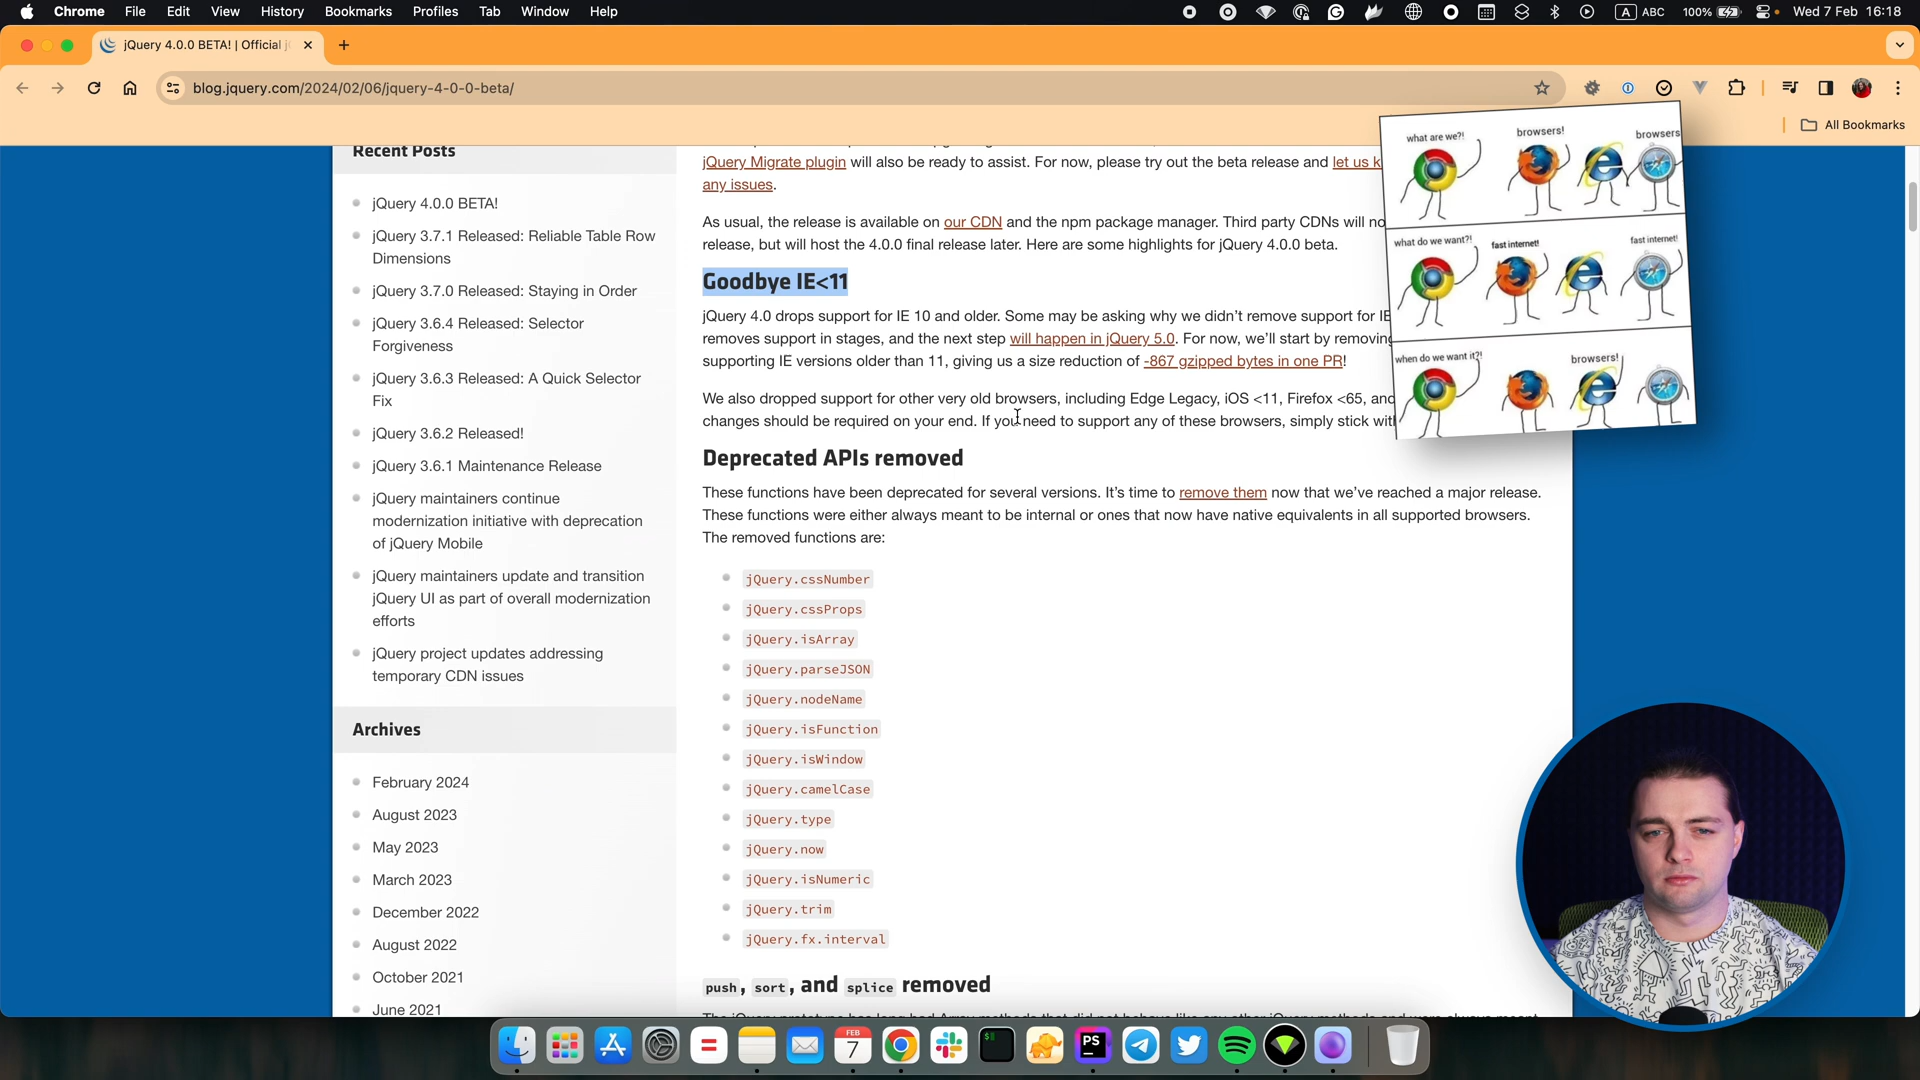 Chrome File Edit View History Bookmarks Profiles Tab Window Help
A ABC 100% Wed 7 Feb 16:18
jQuery 4.0.0 BETA! | Official
blog.jquery.com/2024/02/06/jquery-4-0-0-beta/
All Bookmarks
Recent Posts
jQuery 4.0.0 BETA!
jQuery 3.7.1 Released: Reliable Table Row
Dimensions
jQuery 3.7.0 Released: Staying in Order
jQuery 3.6.4 Released: Selector
Forgiveness
jQuery 3.6.3 Released: A Quick Selector
Fix
jQuery 3.6.2 Released!
jQuery 3.6.1 Maintenance Release
jQuery maintainers continue
modernization initiative with deprecation
of jQuery Mobile
jQuery maintainers update and transition
jQuery UI as part of overall modernization
efforts
jQuery project updates addressing
temporary CDN issues
Archives
February 2024
August 2023
May 2023
March 2023
December 2022
August 2022
October 2021
June 2021
jQuery Migrate plugin will also be ready to assist. For now, please try out the beta release and let us k
any issues.
As usual, the release is available on our CDN and the npm package manager. Third party CDNs will no
release, but will host the 4.0.0 final release later. Here are some highlights for jQuery 4.0.0 beta.
Goodbye IE<11
jQuery 4.0 drops support for IE 10 and older. Some may be asking why we didn't remove support for IE
removes support in stages, and the next step will happen in jQuery 5.0. For now, we'll start by removing
supporting IE versions older than 11, giving us a size reduction of -867 gzipped bytes in one PR!
We also dropped support for other very old browsers, including Edge Legacy, iOS <11, Firefox <65, and
changes should be required on your end. If you need to support any of these browsers, simply stick with
Deprecated APIs removed
These functions have been deprecated for several versions. It's time to remove them now that we've reached a major release.
These functions were either always meant to be internal or ones that now have native equivalents in all supported browsers.
The removed functions are:
jQuery.cssNumber
jQuery.cssProps
jQuery.isArray
jQuery.parseJSON
jQuery.nodeName
jQuery.isFunction
jQuery.isWindow
jQuery.camelCase
jQuery.type
jQuery.now
jQuery.isNumeric
jQuery.trim
jQuery.fx.interval
push, sort, and splice removed
what are we?! browsers! browsers
what do we want?! fast internet! fast internet!
when do we want it?! browsers!
FEB
7
PS